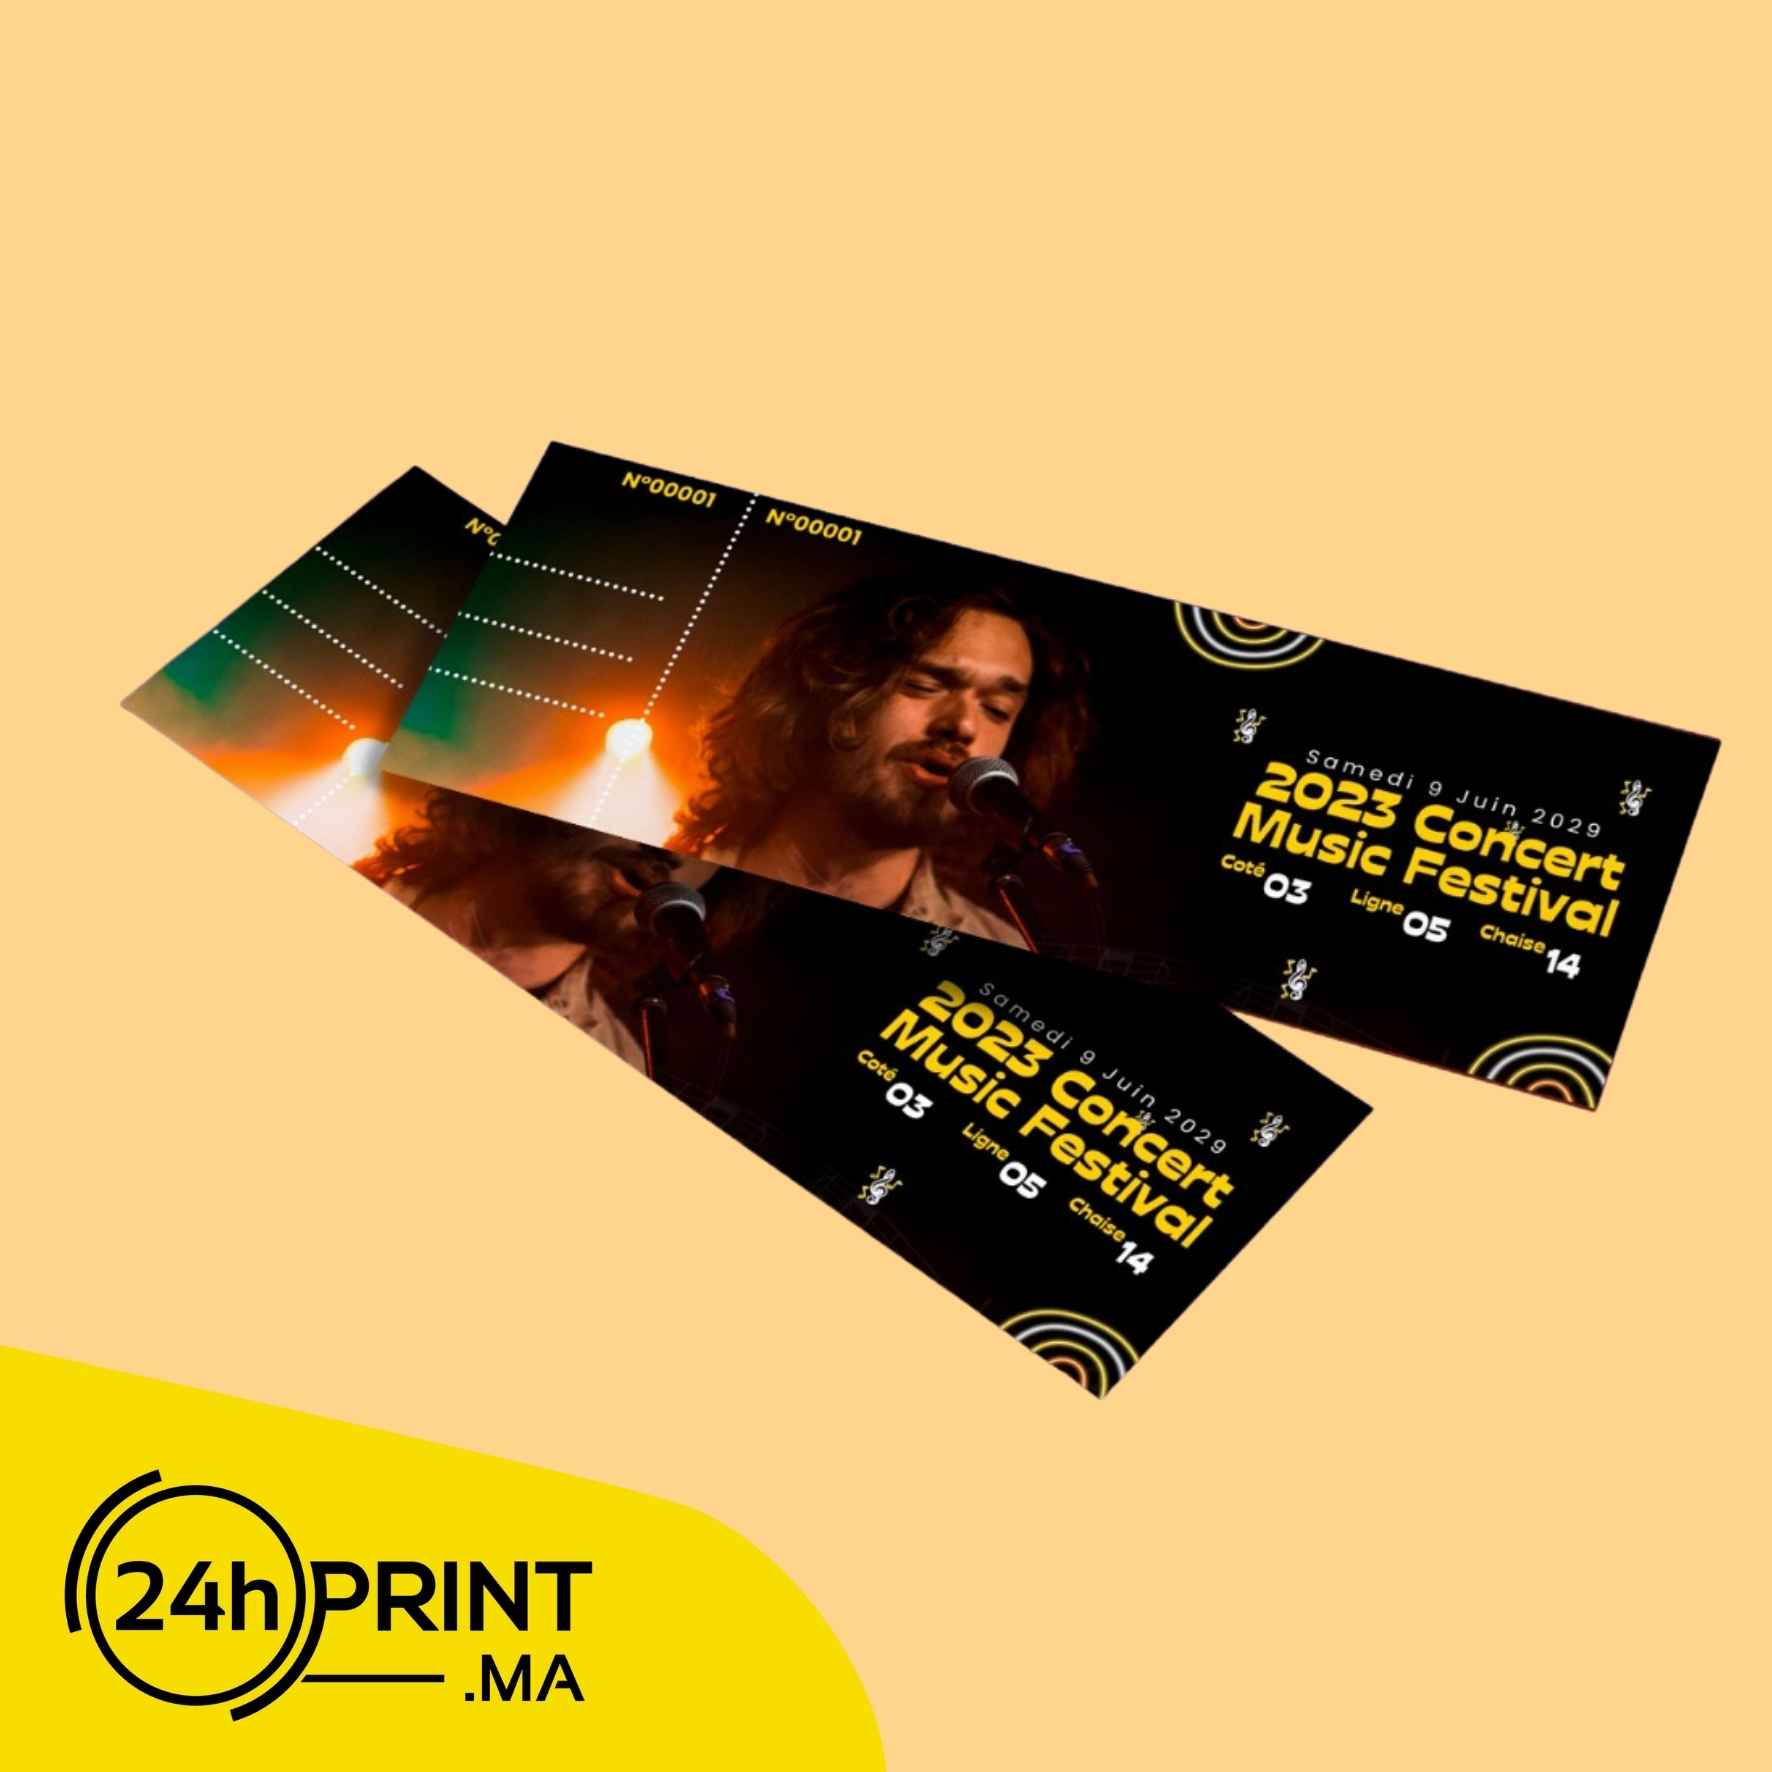 N°00001
N°00001
Samedi 9 Juin 2029
2023 Concert
Music Festival
Coté 03 Ligne 05 Chaise 14
Samedi 9 Juin 2029
2023 Concert
Music Festival
Coté 03 Ligne 05 Chaise 14
24h PRINT
.MA